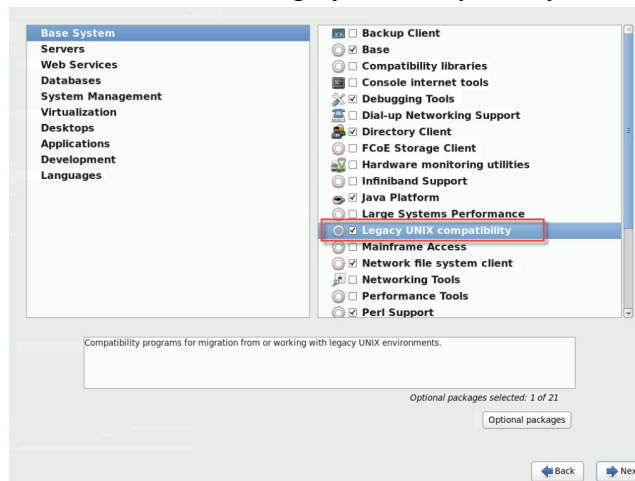 Base System
Servers
Web Services
Databases
System Management
Virtualization
Desktops
Applications
Development
Languages
Backup Client
Base
Compatibility libraries
Console internet tools
Debugging Tools
Dial-up Networking Support
Directory Client
FCoE Storage Client
Hardware monitoring utilities
Infiniband Support
Java Platform
Large Systems Performance
Legacy UNIX compatibility
Mainframe Access
Network file system client
Networking Tools
Performance Tools
Perl Support
Compatibility programs for migration from or working with legacy UNIX environments.
Optional packages selected: 1 of 21
Optional packages
Back
Nex